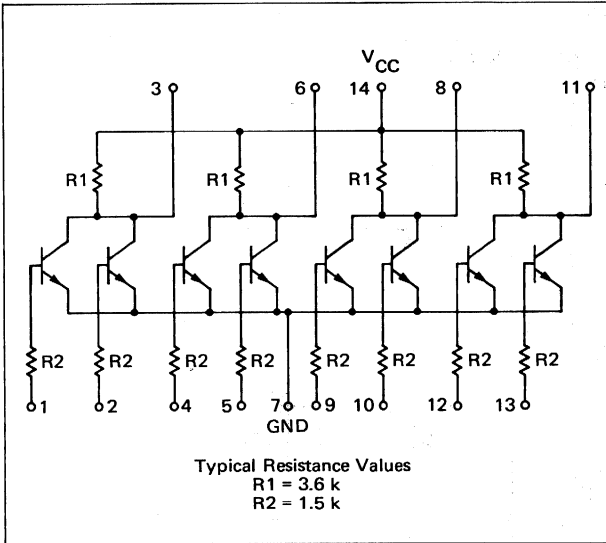 VCC
3 6 14 8 11
R1 R1 R1 R1
R2 R2 R2 R2 R2 R2 R2 R2
1 2 4 5 7 9 10 12 13
GND
Typical Resistance Values
R1 = 3.6 k
R2 = 1.5 k